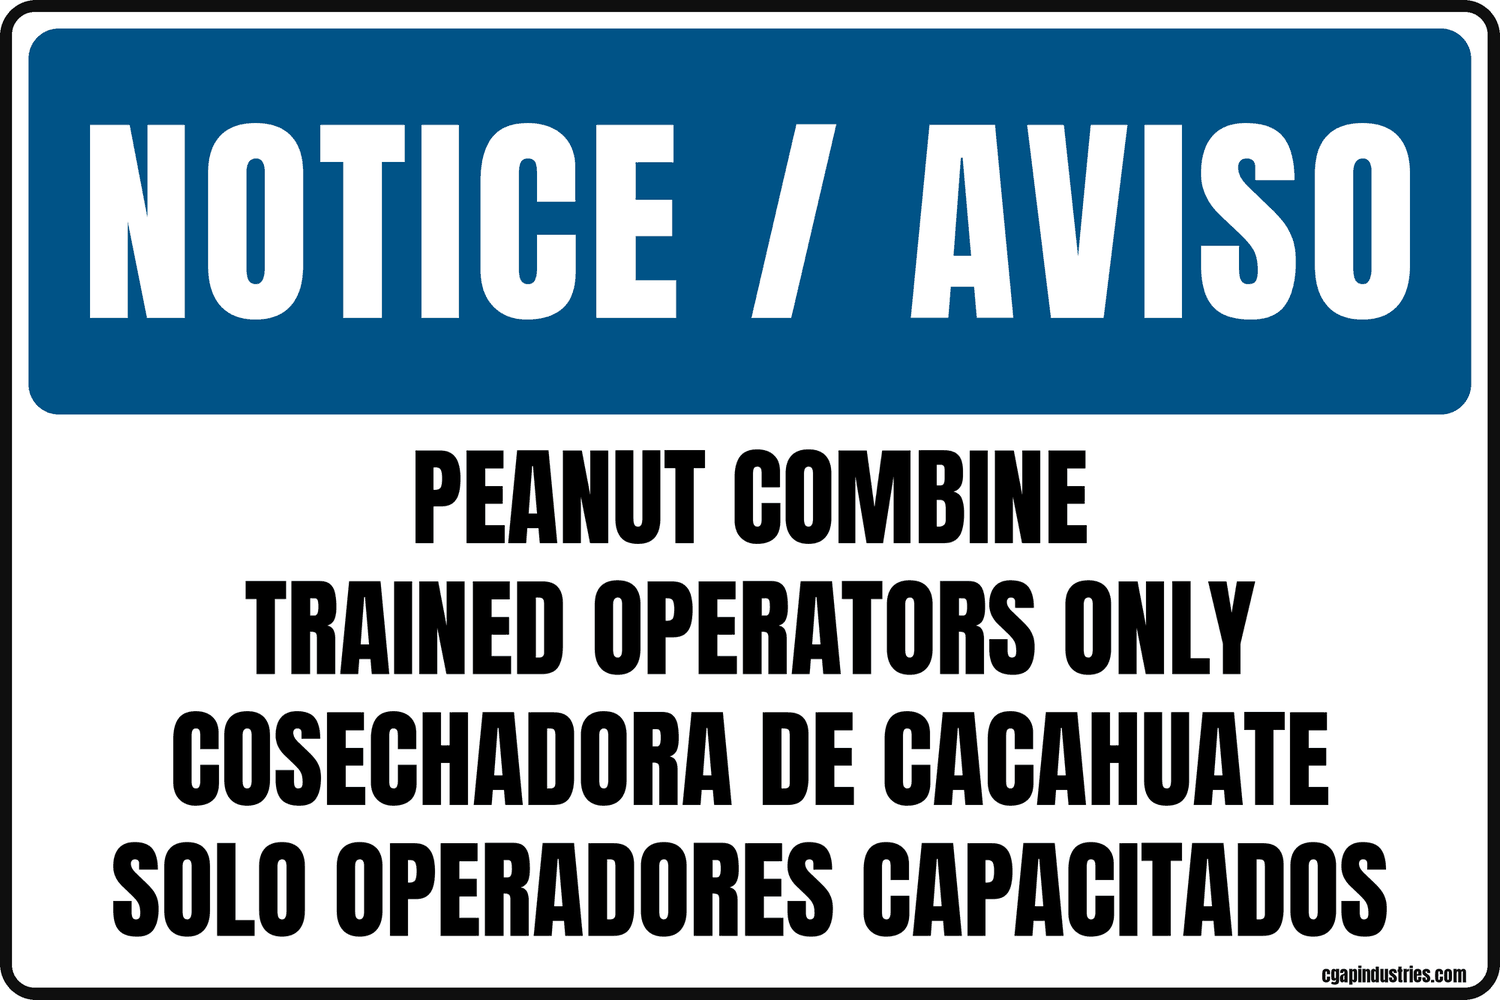 NOTICE / AVISO
PEANUT COMBINE
TRAINED OPERATORS ONLY
COSECHADORA DE CACAHUATE
SOLO OPERADORES CAPACITADOS
cgapindustries.com